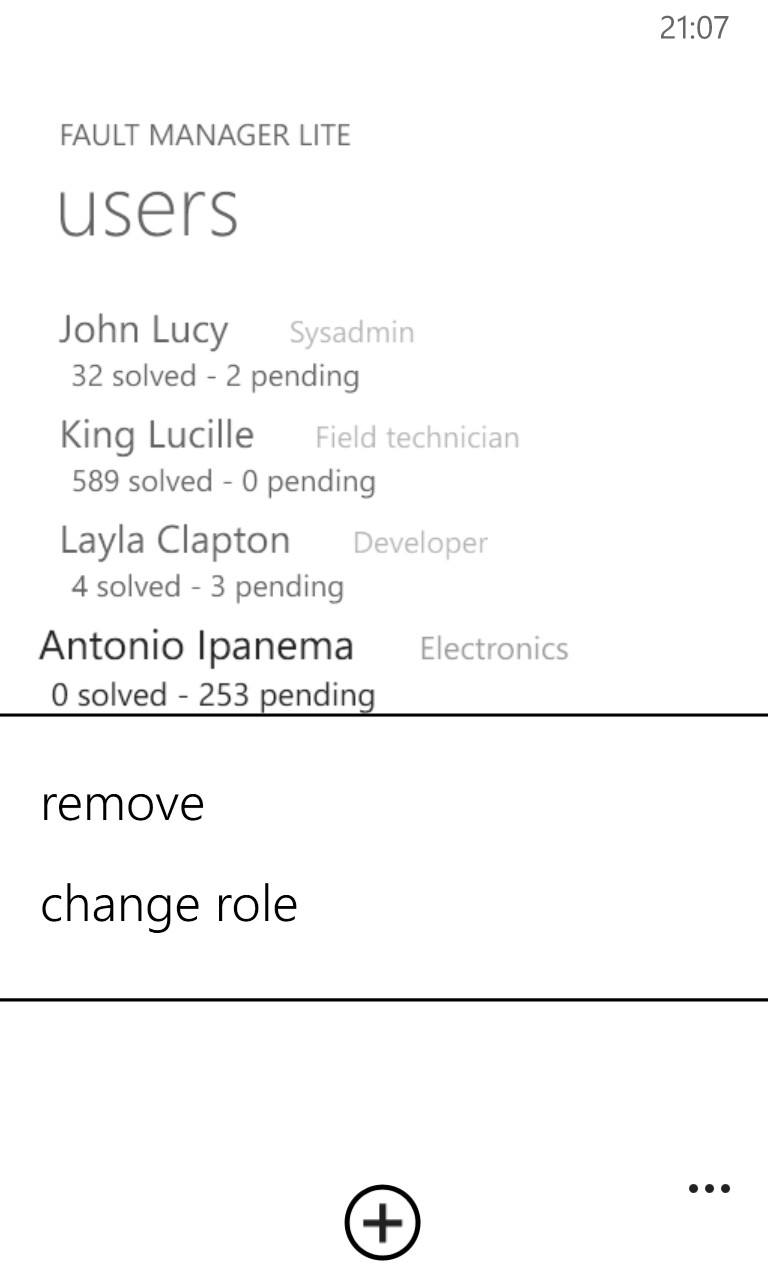 21:07
FAULT MANAGER LITE
users
John Lucy Sysadmin
32 solved - 2 pending
King Lucille Field technician
589 solved - 0 pending
Layla Clapton Developer
4 solved - 3 pending
Antonio Ipanema Electronics
0 solved - 253 pending
remove
change role